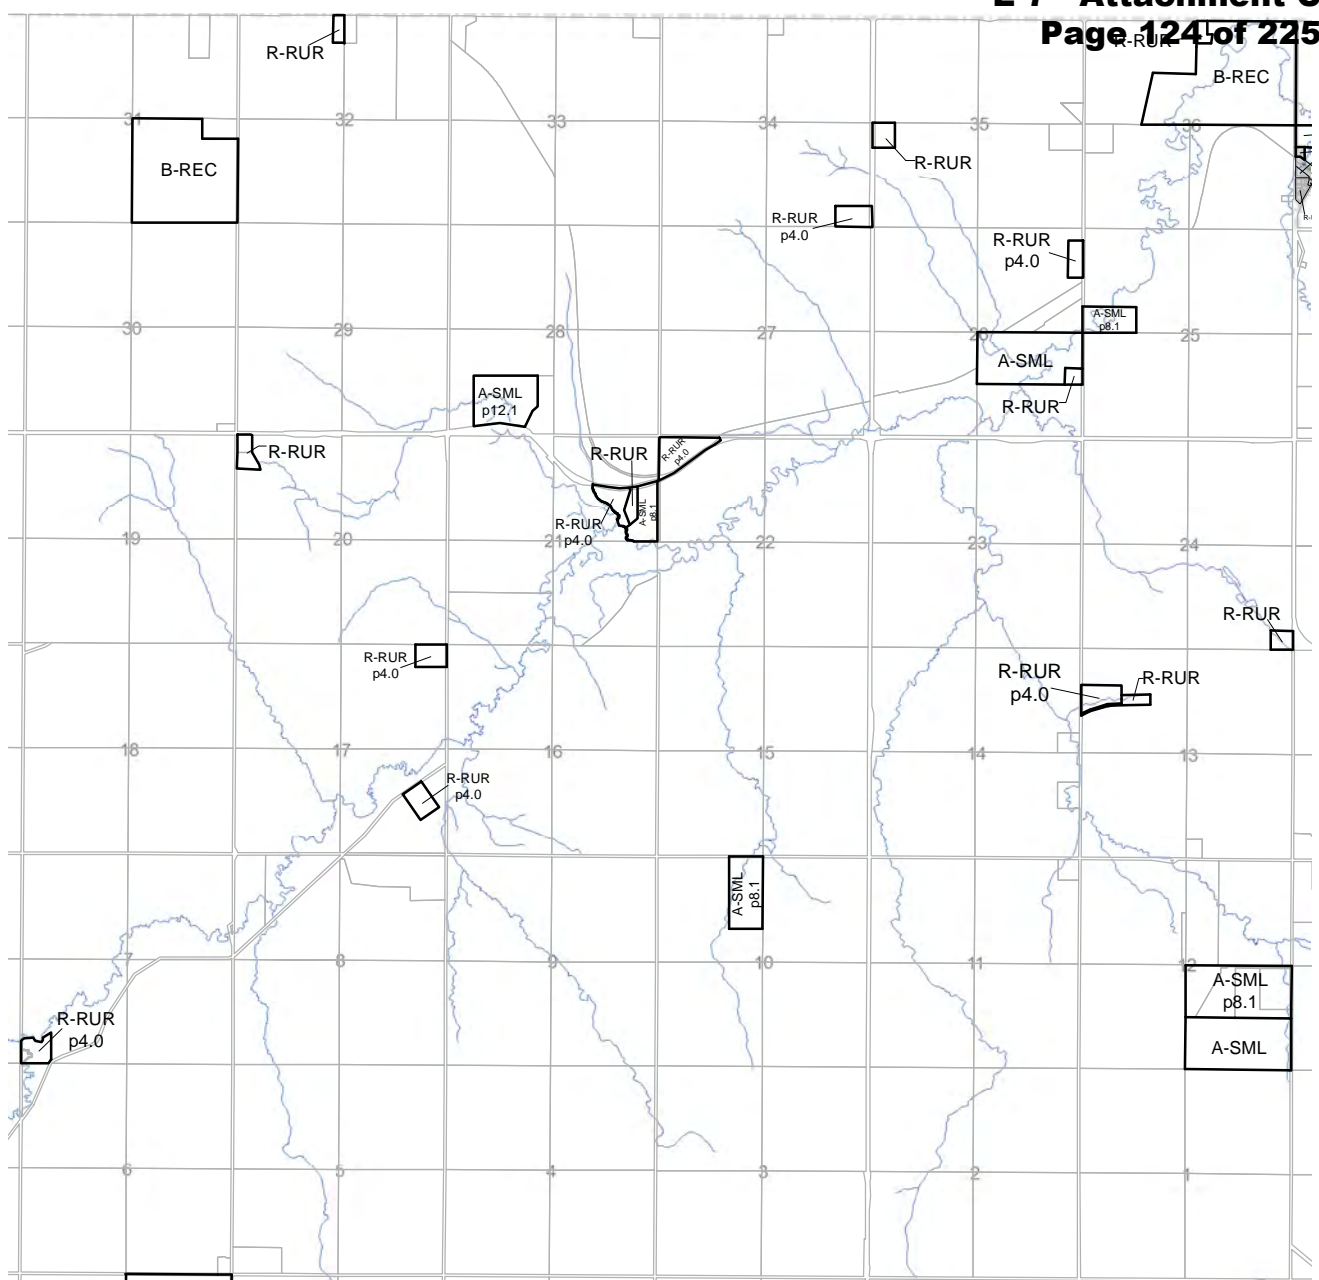 Page 124 of 225
R-RUR
R-RUR
B-REC
31
32
33
34
35
36
B-REC
R-RUR
R-RUR
p4.0
R-RUR
p4.0
A-SML
p8.1
30
29
28
27
26
25
A-SML
R-RUR
A-SML
p12.1
R-RUR
R-RUR
R-RUR
p4.0
R-RUR
p4.0
A-SML
p8.1
19
20
21
22
23
24
R-RUR
R-RUR
p4.0
R-RUR
p4.0
R-RUR
18
17
16
15
14
13
R-RUR
p4.0
A-SML
p8.1
7
8
9
10
11
12
A-SML
p8.1
R-RUR
p4.0
A-SML
6
5
4
3
2
1